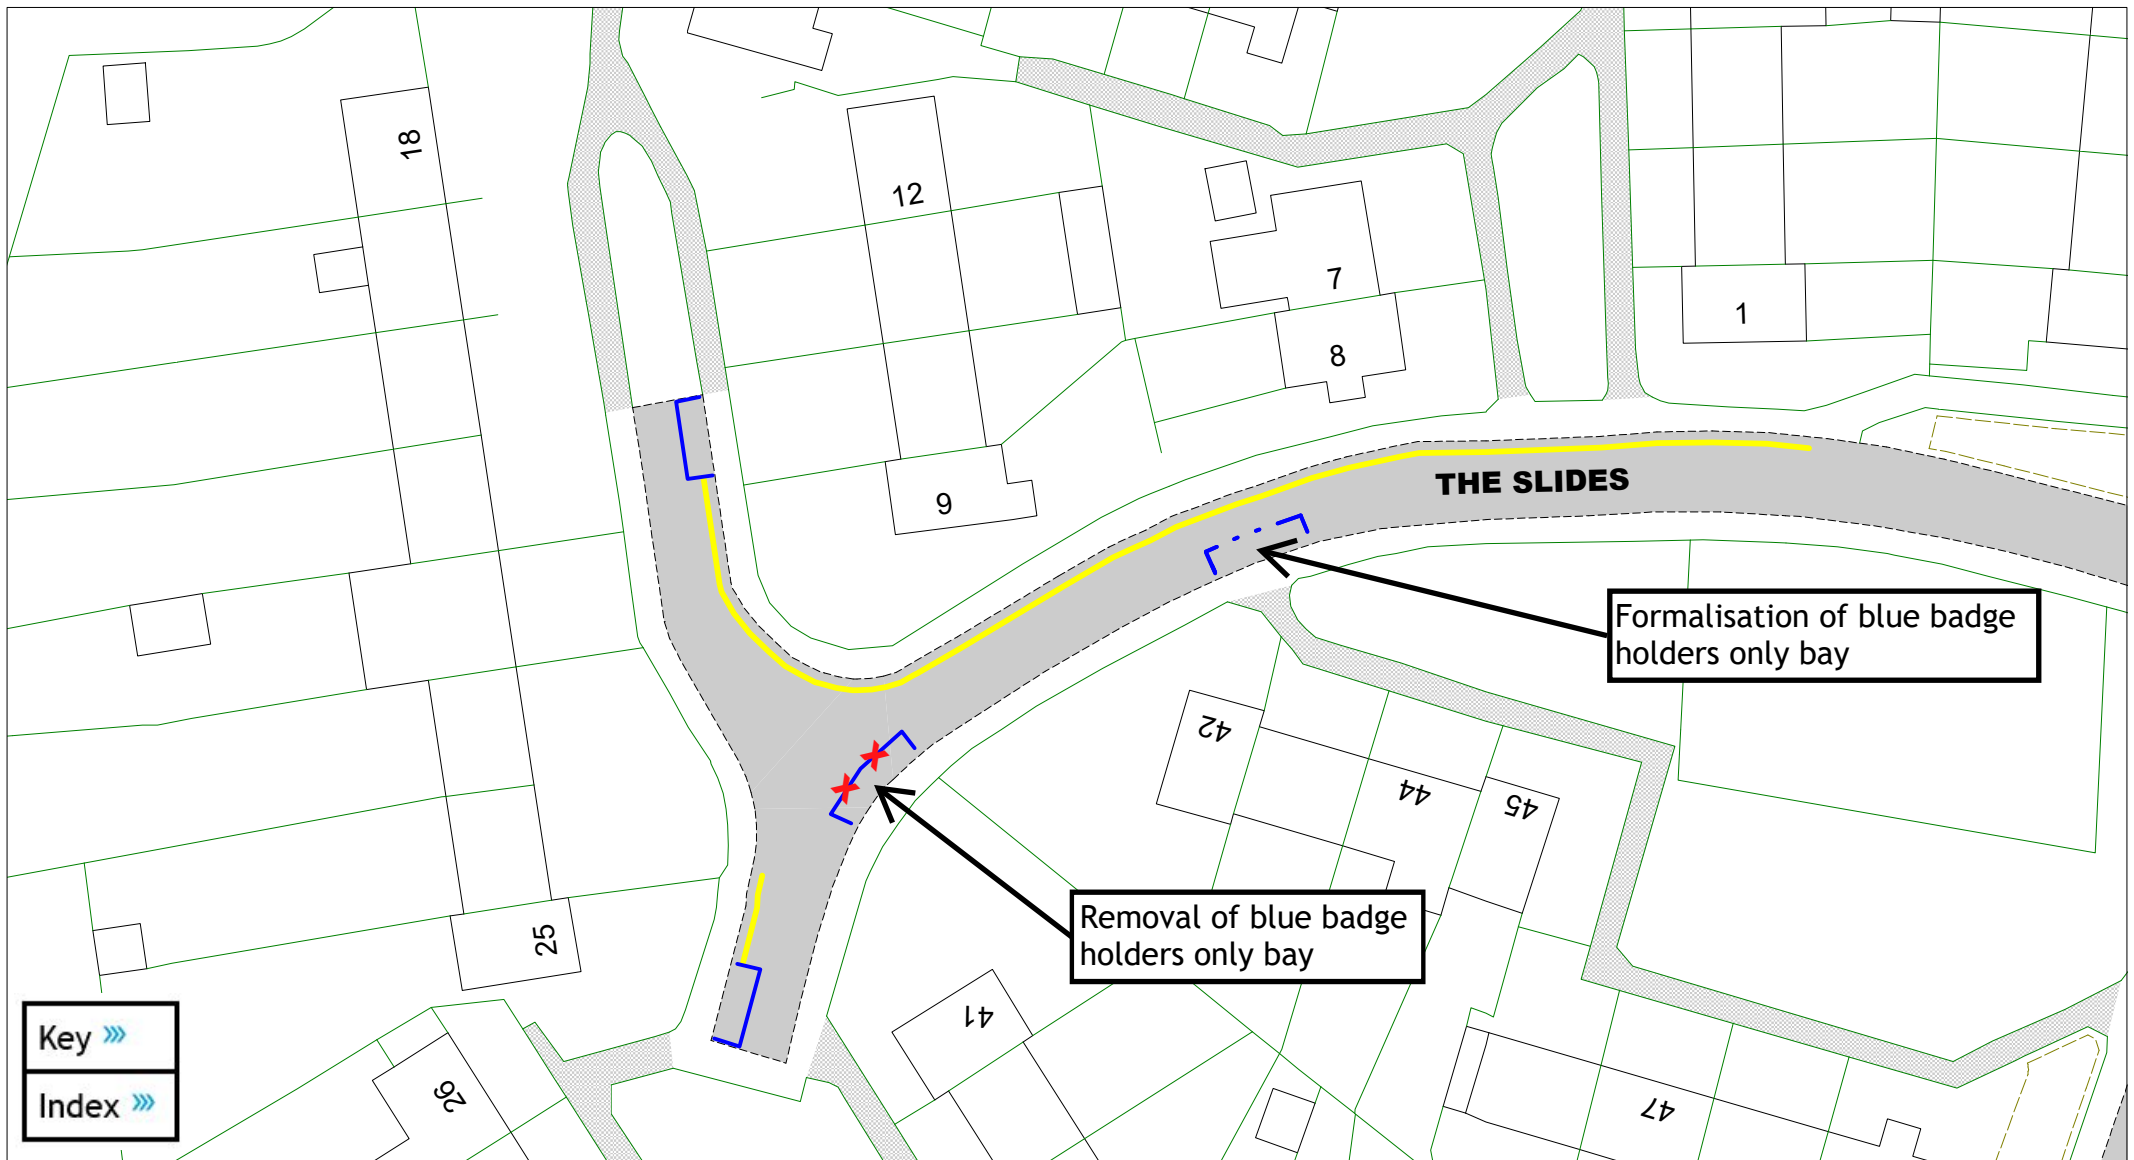 18
12
7
8
1
9
THE SLIDES
Formalisation of blue badge
holders only bay
42
44
45
Removal of blue badge
holders only bay
25
41
26
47
Key »»
Index »»